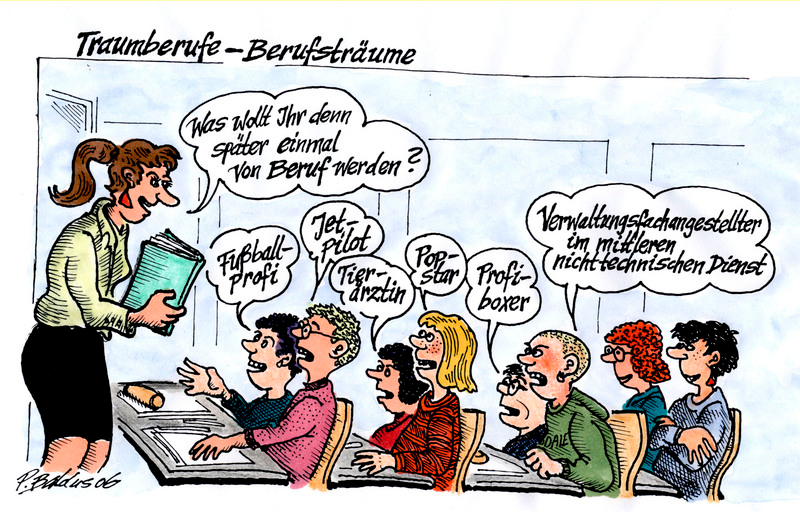 Traumberufe – Berufsträume
Was wollt Ihr denn
später einmal
von Beruf werden?
Fußball-
profi
Jet-
pilot
Tier-
ärztin
Pop-
star
Profi-
boxer
Verwaltungsfachangestellter
im mittleren
nichttechnischen Dienst
DALE
P. Baldus 06